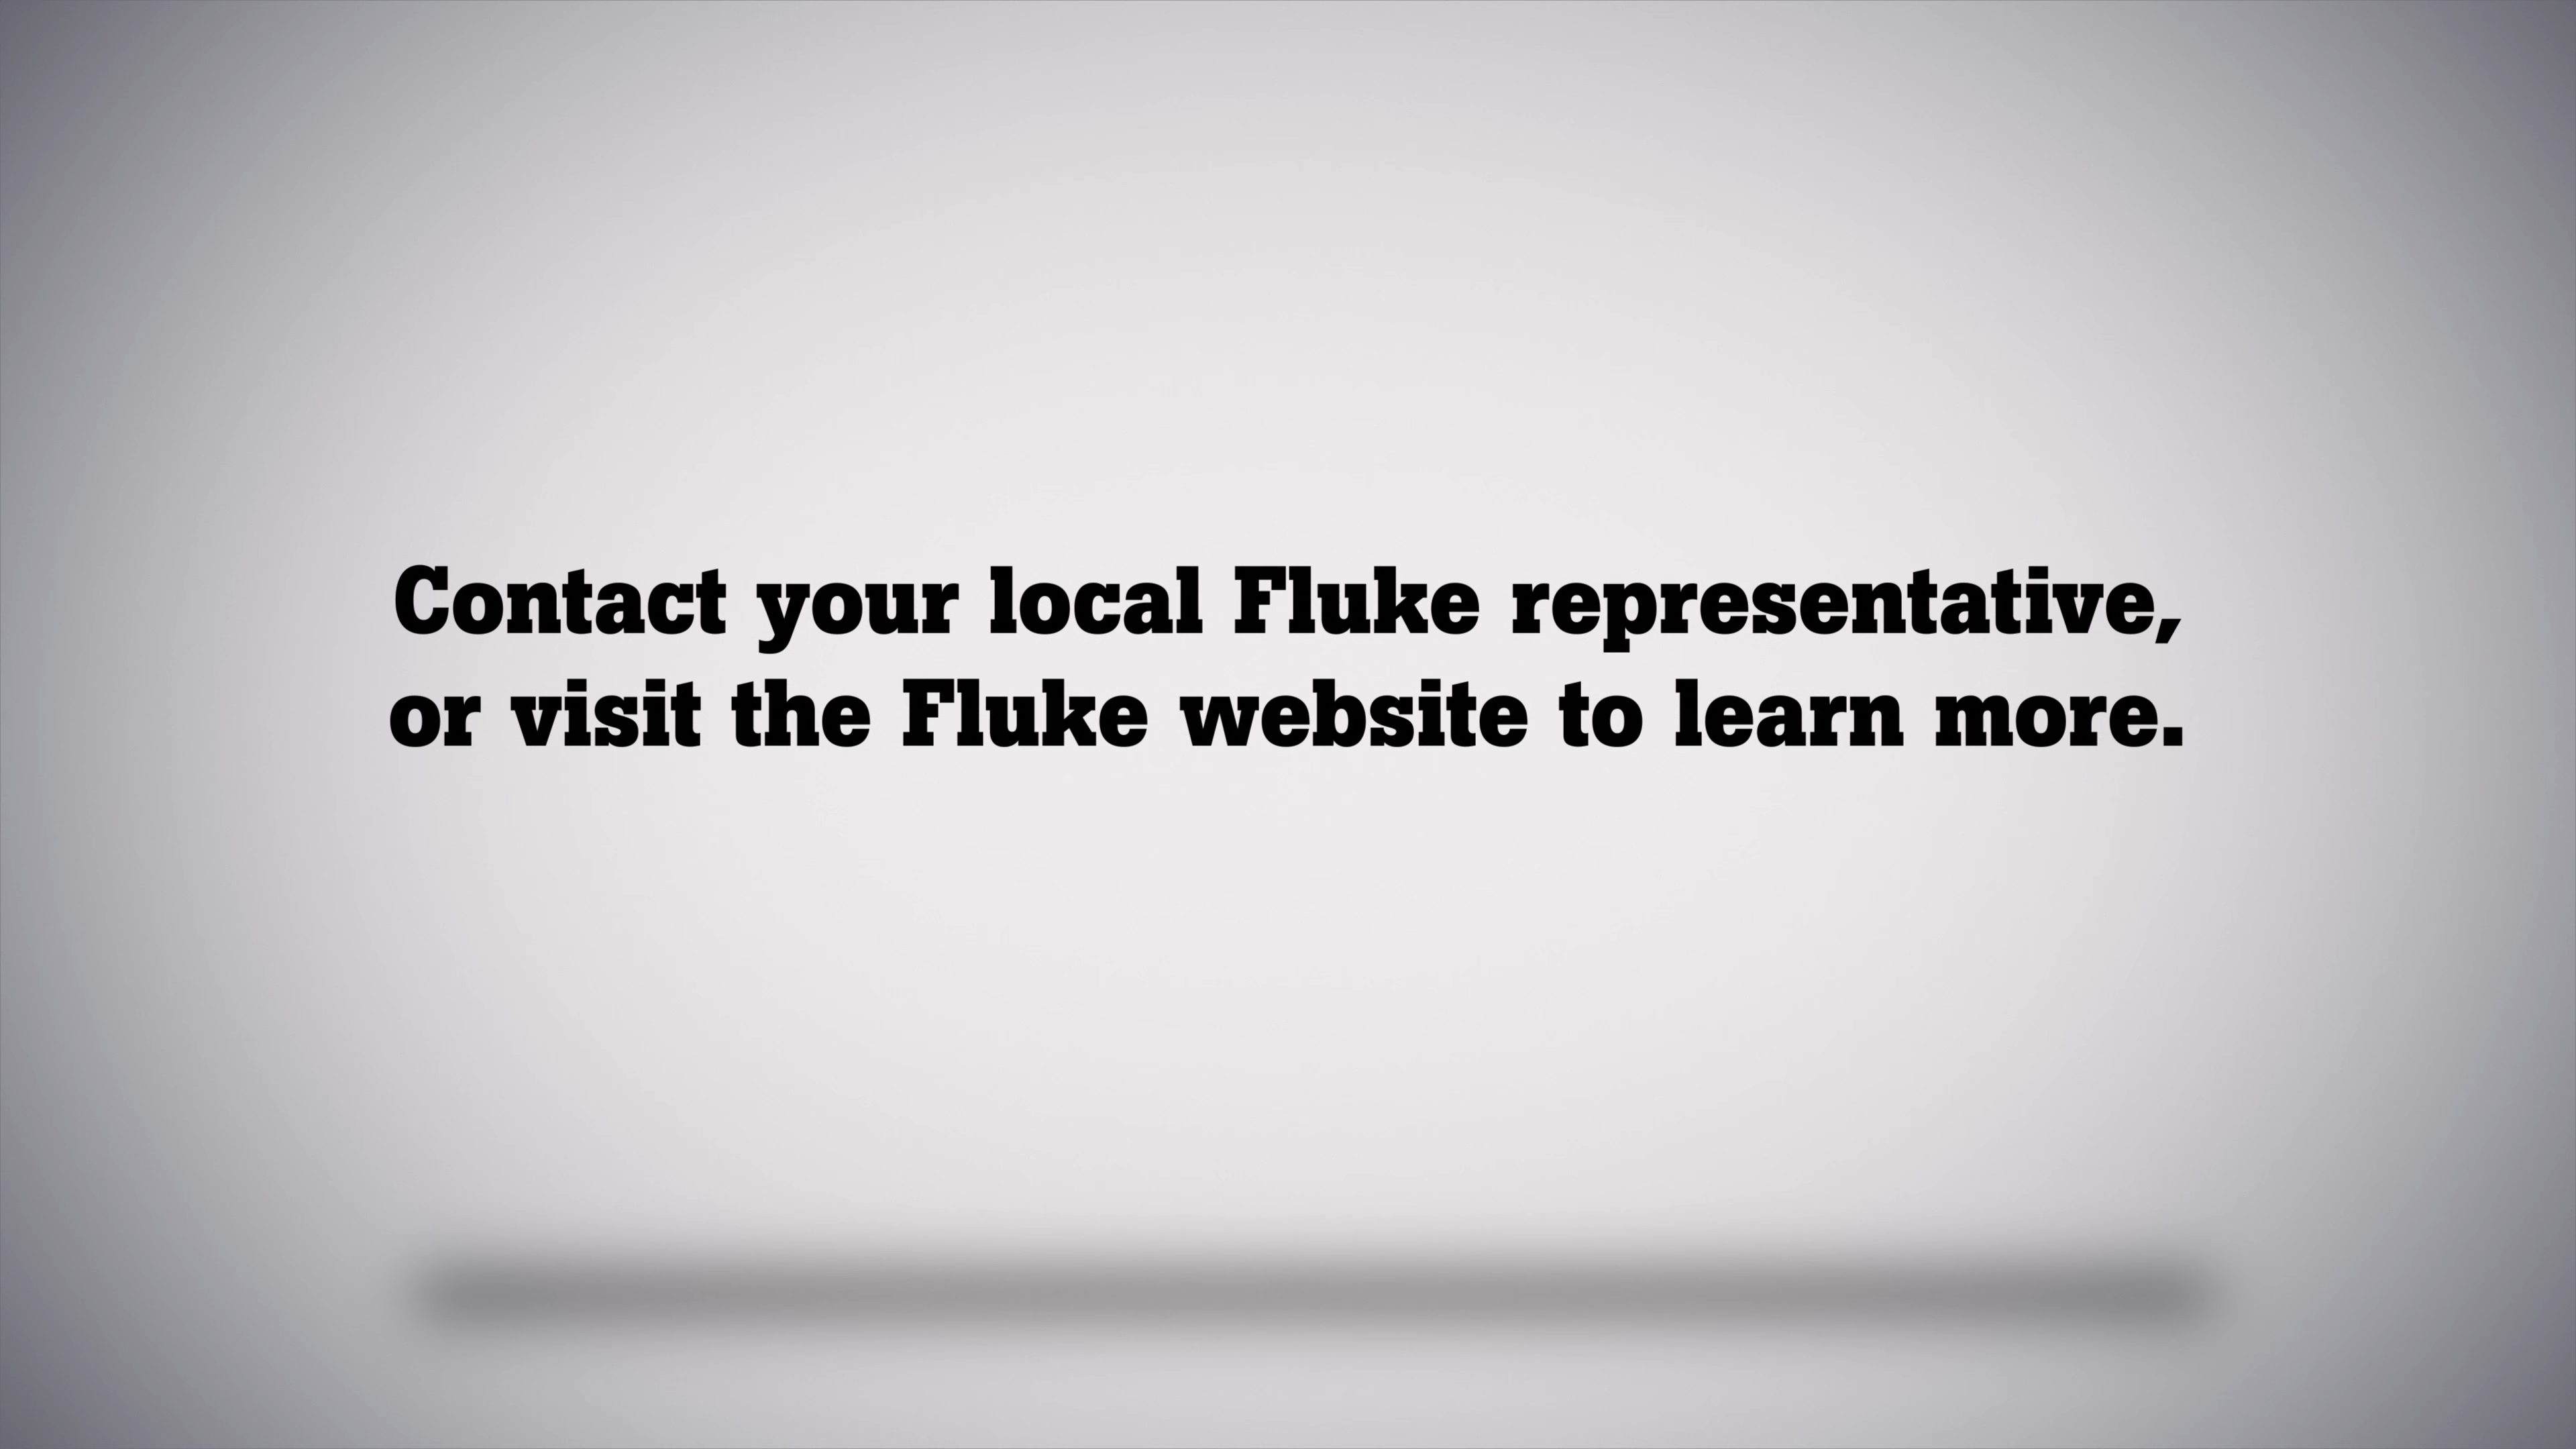 Contact your local Fluke representative,
or visit the Fluke website to learn more.